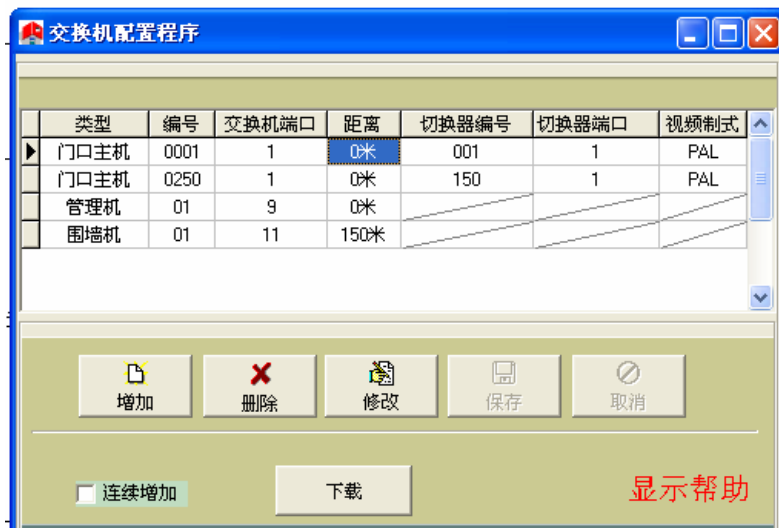 交换机配置程序
类型 编号 交换机端口 距离 切换器编号 切换器端口 视频制式
门口主机 0001 1 0米 001 1 PAL
门口主机 0250 1 0米 150 1 PAL
管理机 01 9 0米
围墙机 01 11 150米
增加 删除 修改 保存 取消
连续增加 下载 显示帮助